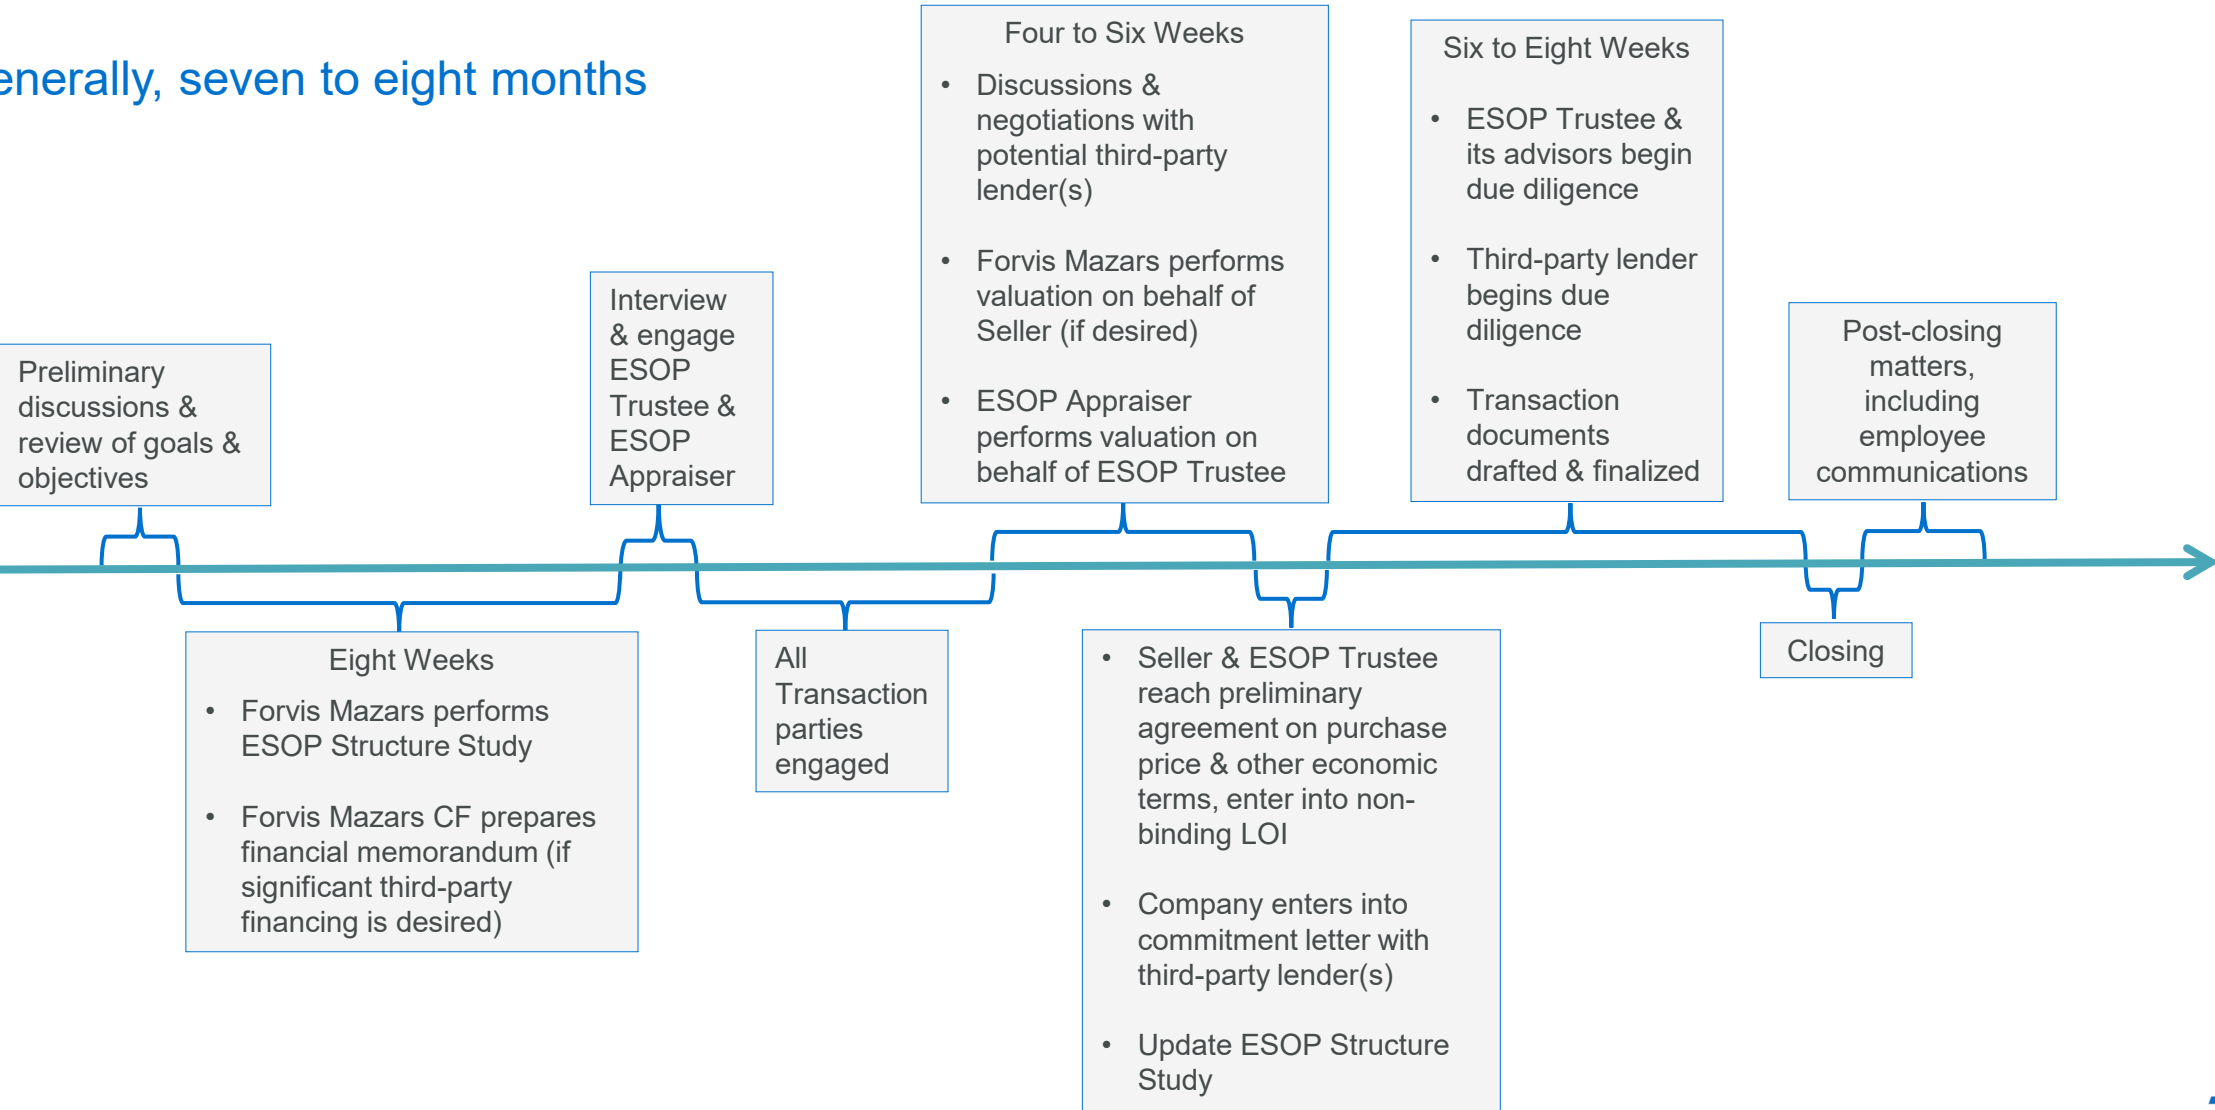 enerally, seven to eight months
Preliminary
discussions &
review of goals &
objectives
Eight Weeks
• Forvis Mazars performs
ESOP Structure Study
• Forvis Mazars CF prepares
financial memorandum (if
significant third-party
financing is desired)
Interview
& engage
ESOP
Trustee &
ESOP
Appraiser
All
Transaction
parties
engaged
Four to Six Weeks
• Discussions &
negotiations with
potential third-party
lender(s)
• Forvis Mazars performs
valuation on behalf of
Seller (if desired)
• ESOP Appraiser
performs valuation on
behalf of ESOP Trustee
• Seller & ESOP Trustee
reach preliminary
agreement on purchase
price & other economic
terms, enter into non-
binding LOI
• Company enters into
commitment letter with
third-party lender(s)
• Update ESOP Structure
Study
Six to Eight Weeks
• ESOP Trustee &
its advisors begin
due diligence
• Third-party lender
begins due
diligence
• Transaction
documents
drafted & finalized
Closing
Post-closing
matters,
including
employee
communications